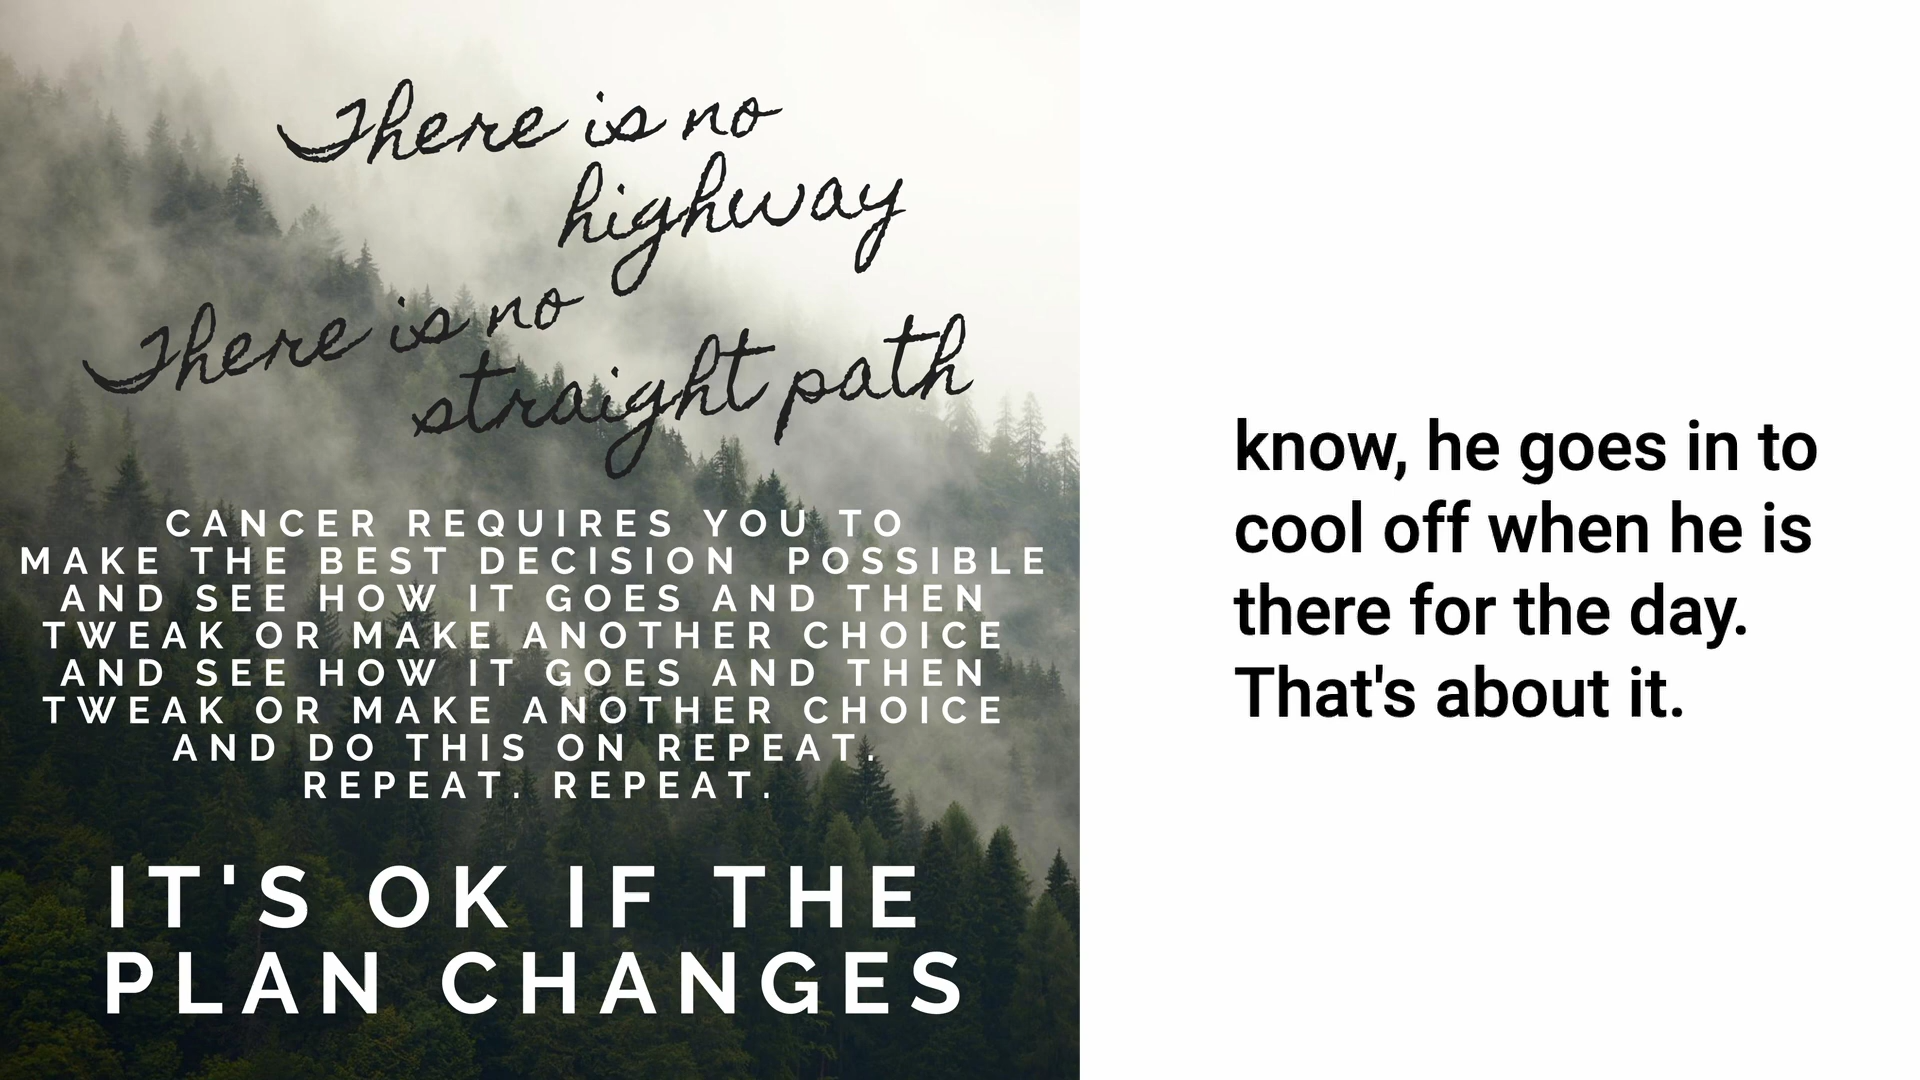 There is no
highway
There is no
straight path
CANCER REQUIRES YOU TO
MAKE THE BEST DECISION POSSIBLE
AND SEE HOW IT GOES AND THEN
TWEAK OR MAKE ANOTHER CHOICE
AND SEE HOW IT GOES AND THEN
TWEAK OR MAKE ANOTHER CHOICE
AND DO THIS ON REPEAT.
REPEAT. REPEAT.
IT'S OK IF THE
PLAN CHANGES
know, he goes in to
cool off when he is
there for the day.
That's about it.